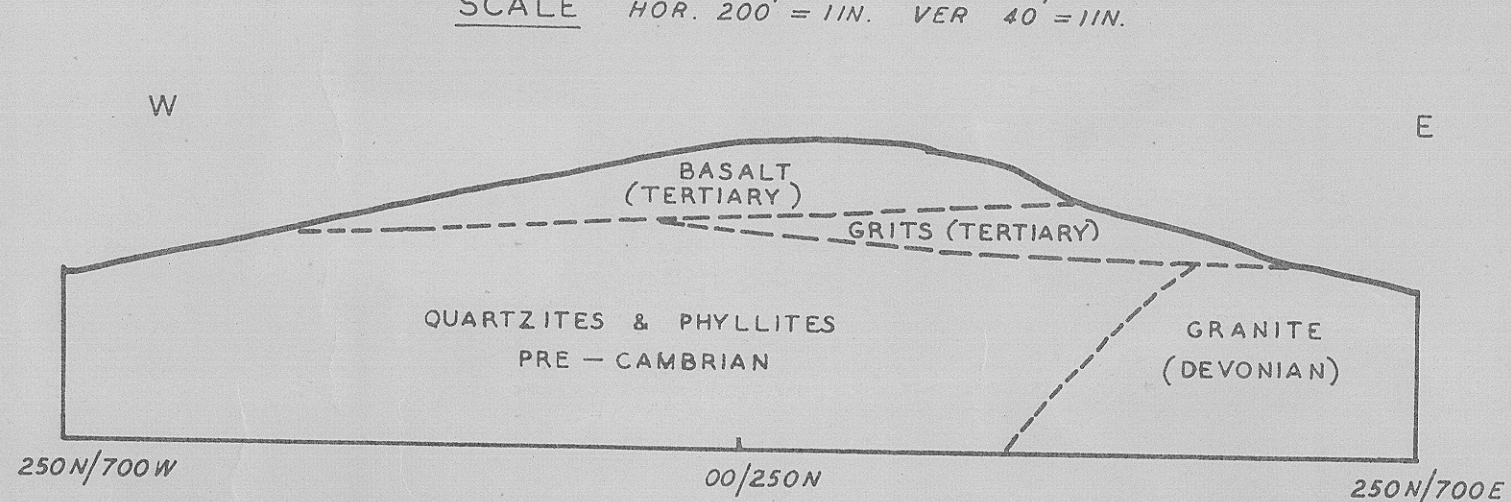 SCALE HOR. 200' = 1IN. VER 40' = 1IN.
W
E
BASALT
(TERTIARY)
GRITS (TERTIARY)
QUARTZITES & PHYLLITES
PRE - CAMBRIAN
GRANITE
(DEVONIAN)
250N/700W
00/250N
250N/700E